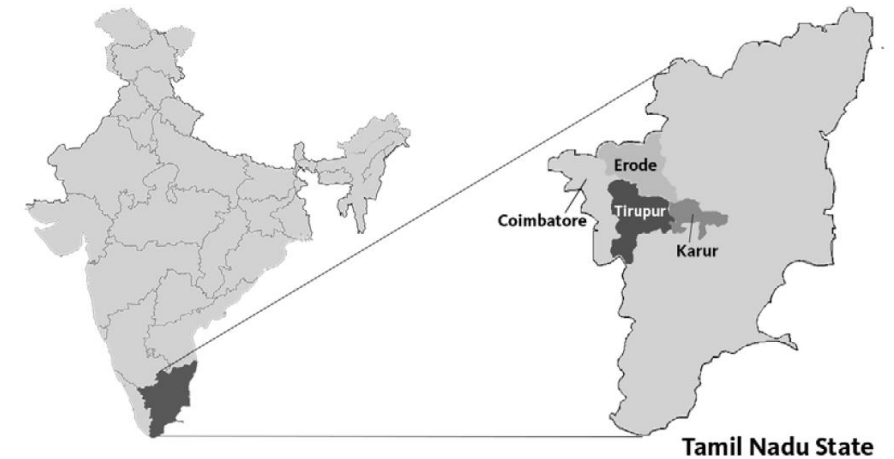 Erode
Tirupur
Coimbatore
Karur
Tamil Nadu State